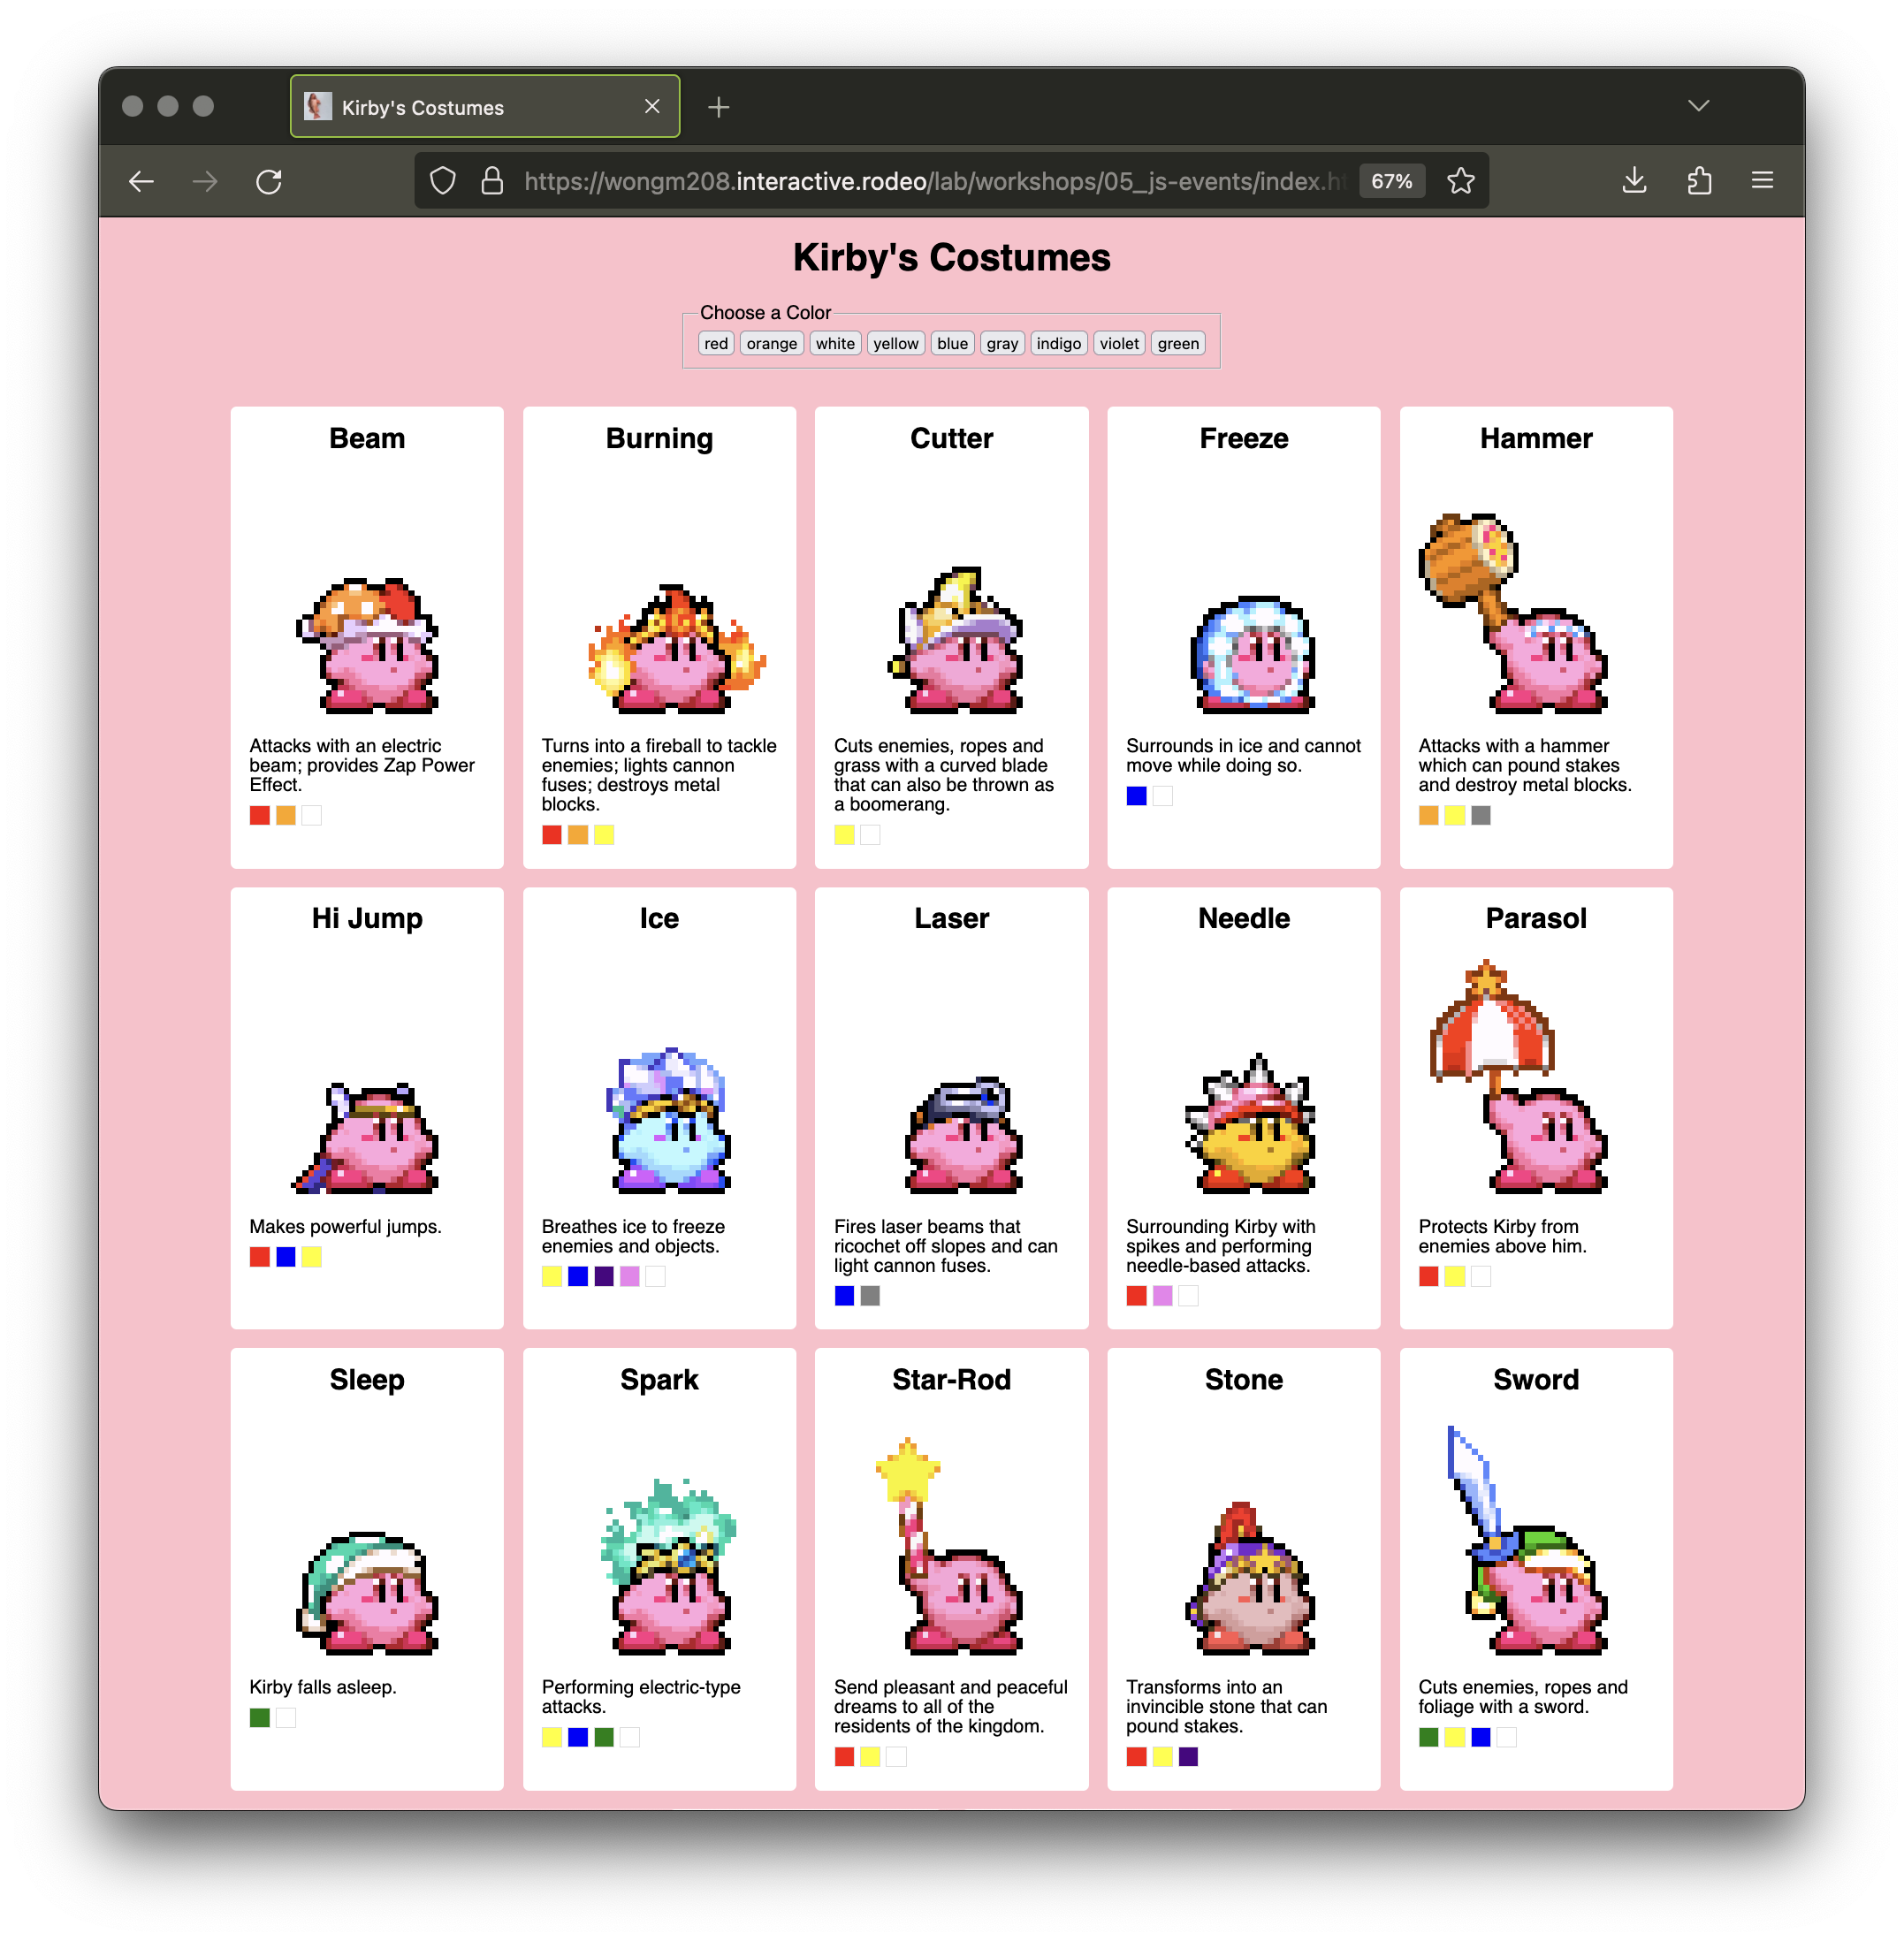 Kirby's Costumes
https://wongm208.interactive.rodeo/lab/workshops/05_js-events/index.h
67%
Kirby's Costumes
Choose a Color
red orange white yellow blue gray indigo violet green
Beam
Attacks with an electric
beam; provides Zap Power
Effect.
Burning
Turns into a fireball to tackle
enemies; lights cannon
fuses; destroys metal
blocks.
Cutter
Cuts enemies, ropes and
grass with a curved blade
that can also be thrown as
a boomerang.
Freeze
Surrounds in ice and cannot
move while doing so.
Hammer
Attacks with a hammer
which can pound stakes
and destroy metal blocks.
Hi Jump
Makes powerful jumps.
Ice
Breathes ice to freeze
enemies and objects.
Laser
Fires laser beams that
ricochet off slopes and can
light cannon fuses.
Needle
Surrounding Kirby with
spikes and performing
needle-based attacks.
Parasol
Protects Kirby from
enemies above him.
Sleep
Kirby falls asleep.
Spark
Performing electric-type
attacks.
Star-Rod
Send pleasant and peaceful
dreams to all of the
residents of the kingdom.
Stone
Transforms into an
invincible stone that can
pound stakes.
Sword
Cuts enemies, ropes and
foliage with a sword.